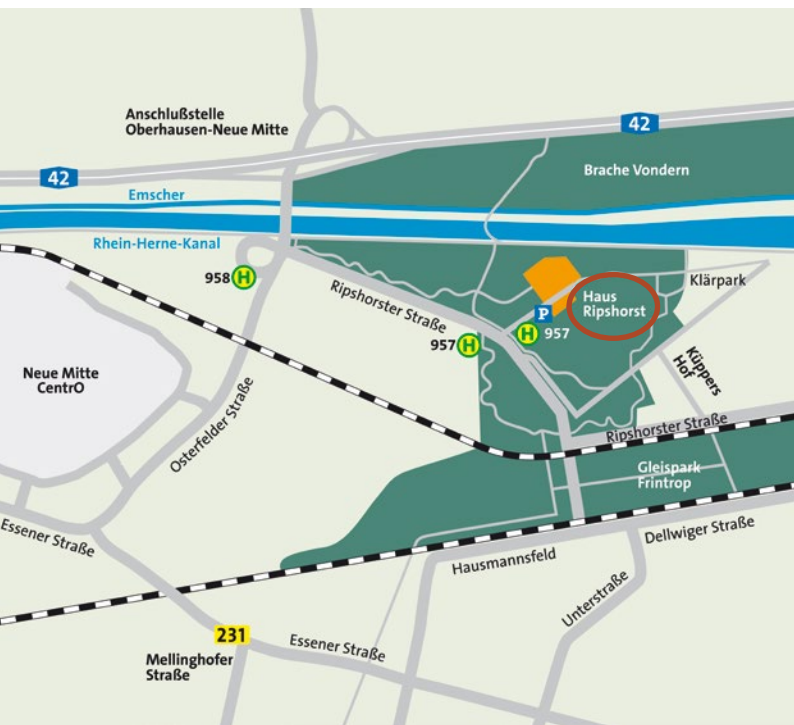 Anschlußstelle
Oberhausen-Neue Mitte
42
42
Brache Vondern
Emscher
Rhein-Herne-Kanal
958 H
Ripshorster Straße
Haus
Ripshorst
Klärpark
P
H 957
957 H
Küppers
Hof
Neue Mitte
CentrO
Osterfelder Straße
Ripshorster Straße
Gleispark
Frintrop
Essener Straße
Hausmannsfeld
Dellwiger Straße
Unterstraße
231
Essener Straße
Mellinghofer
Straße